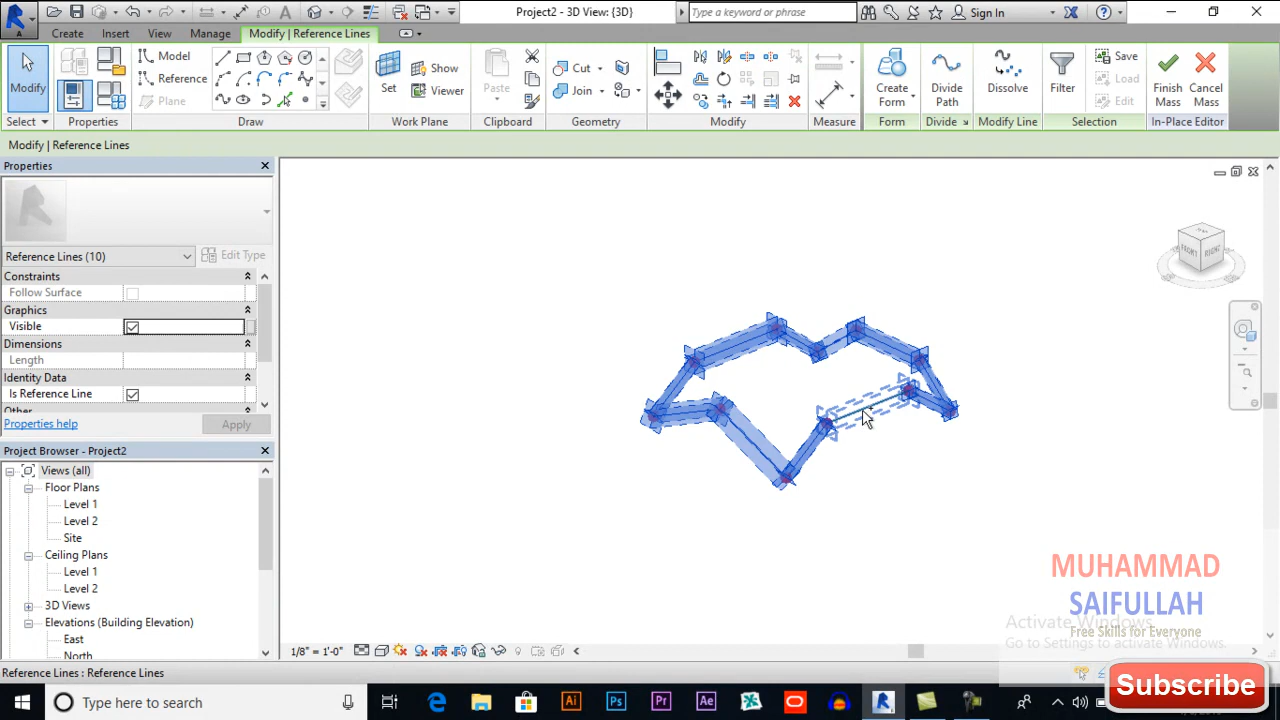 Project2 - 3D View: {3D}
Type a keyword or phrase
Sign In
Create
Insert
View
Manage
Modify | Reference Lines
Modify
Select
Properties
Model
Reference
Plane
Draw
Set
Show
Viewer
Work Plane
Paste
Clipboard
Cut
Join
Geometry
Modify
Measure
Create Form
Form
Divide Path
Divide
Dissolve
Modify Line
Filter
Save
Load
Edit
Selection
Finish Mass
Cancel Mass
In-Place Editor
Modify | Reference Lines
Properties
Reference Lines (10)
Edit Type
Constraints
Follow Surface
Graphics
Visible
Dimensions
Length
Identity Data
Is Reference Line
Other
Properties help
Apply
Project Browser - Project2
Views (all)
Floor Plans
Level 1
Level 2
Site
Ceiling Plans
Level 1
Level 2
3D Views
Elevations (Building Elevation)
East
North
FRONT
RIGHT
MUHAMMAD
SAIFULLAH
Free Skills for Everyone
Activate Windows
Go to Settings to activate Windows.
1/8" = 1'-0"
Reference Lines : Reference Lines
Subscribe
Type here to search
Ai
Ps
Pr
Ae